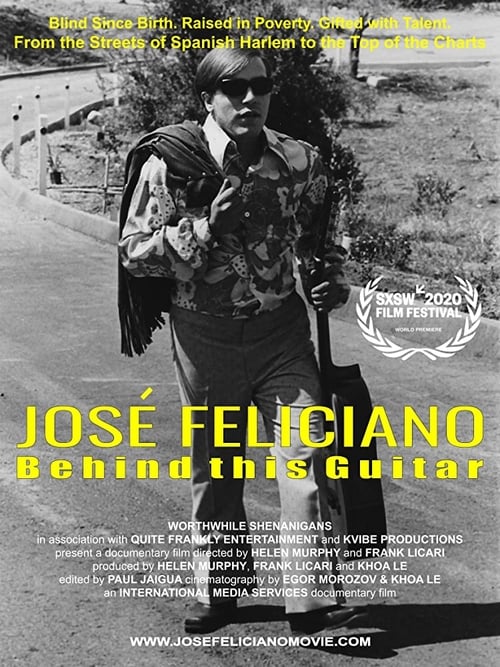 Blind Since Birth. Raised in Poverty. Gifted with Talent.
From the Streets of Spanish Harlem to the Top of the Charts
SXSW 2020
FILM FESTIVAL
WORLD PREMIERE
JOSÉ FELICIANO
Behind this Guitar
WORTHWHILE SHENANIGANS
in association with QUITE FRANKLY ENTERTAINMENT and KVIBE PRODUCTIONS
present a documentary film directed by HELEN MURPHY and FRANK LICARI
produced by HELEN MURPHY, FRANK LICARI and KHOA LE
edited by PAUL JAIGUA cinematography by EGOR MOROZOV & KHOA LE
an INTERNATIONAL MEDIA SERVICES documentary film
WWW.JOSEFELICIANOMOVIE.COM